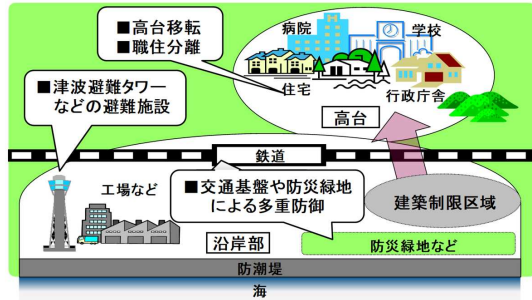 ■高台移転
■職住分離
病院
学校
住宅
行政庁舎
高台
■津波避難タワー
などの避難施設
鉄道
工場など
■交通基盤や防災緑地
による多重防御
建築制限区域
沿岸部
防災緑地など
防潮堤
海